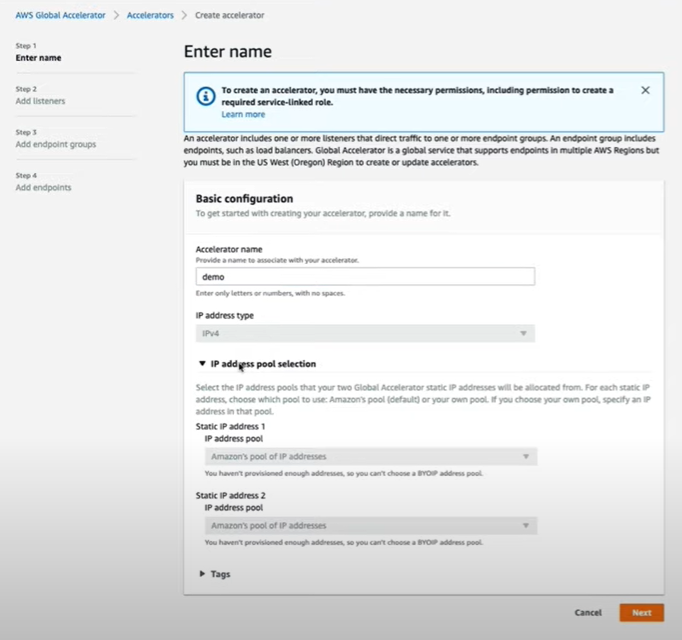 AWS Global Accelerator > Accelerators > Create accelerator
Step 1
Enter name
Step 2
Add listeners
Step 3
Add endpoint groups
Step 4
Add endpoints
Enter name
To create an accelerator, you must have the necessary permissions, including permission to create a
required service-linked role.
Learn more
An accelerator includes one or more listeners that direct traffic to one or more endpoint groups. An endpoint group includes
endpoints, such as load balancers. Global Accelerator is a global service that supports endpoints in multiple AWS Regions but
you must be in the US West (Oregon) Region to create or update accelerators.
Basic configuration
To get started with creating your accelerator, provide a name for it.
Accelerator name
Provide a name to associate with your accelerator.
demo
Enter only letters or numbers, with no spaces.
IP address type
IPv4
IP address pool selection
Select the IP address pools that your two Global Accelerator static IP addresses will be allocated from. For each static IP
address, choose which pool to use: Amazon's pool (default) or your own pool. If you choose your own pool, specify an IP
address in that pool.
Static IP address 1
IP address pool
Amazon's pool of IP addresses
You haven't provisioned enough addresses, so you can't choose a BYOIP address pool.
Static IP address 2
IP address pool
Amazon's pool of IP addresses
You haven't provisioned enough addresses, so you can't choose a BYOIP address pool.
Tags
Cancel
Next